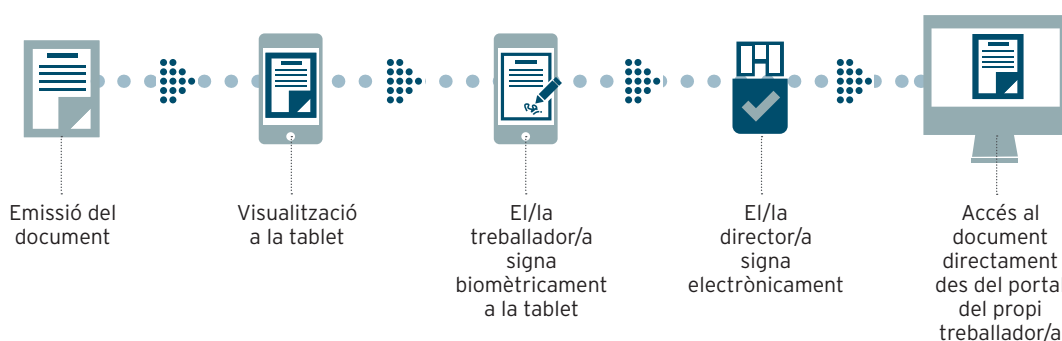 Emissió del
document
Visualització
a la tablet
El/la
treballador/a
signa
biomètricament
a la tablet
El/la
director/a
signa
electrònicament
Accés al
document
directament
des del portal
del propi
treballador/a